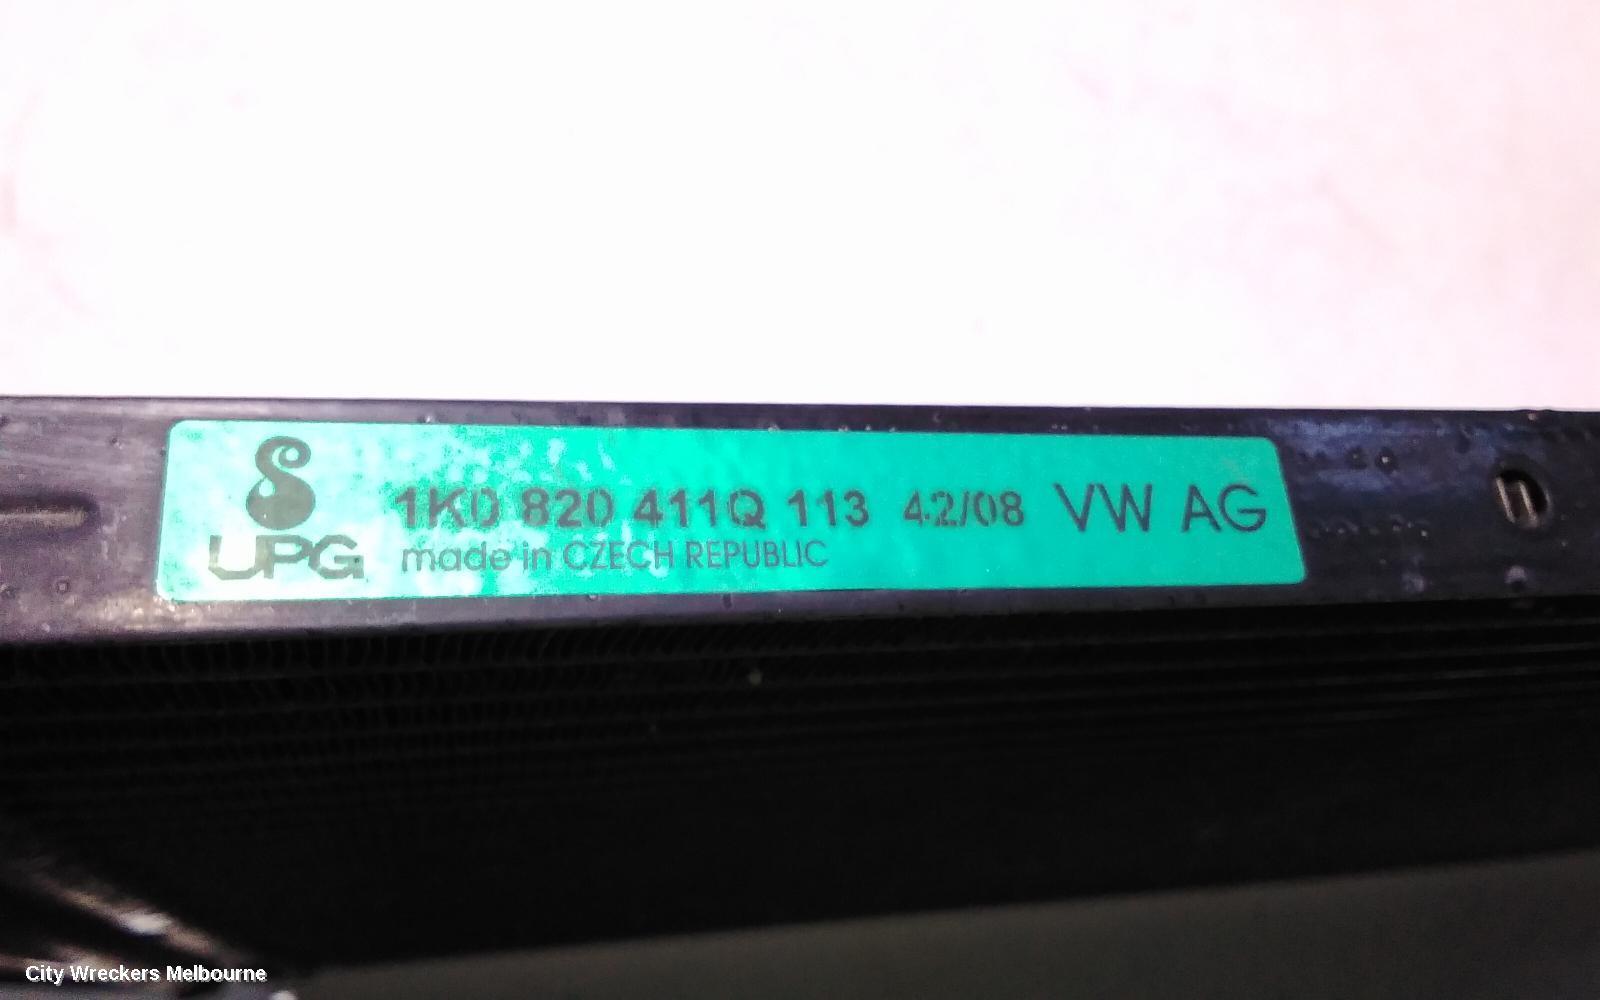 1K0 820 411Q 113 42/08 VW AG
UPG made in CZECH REPUBLIC
City Wreckers Melbourne